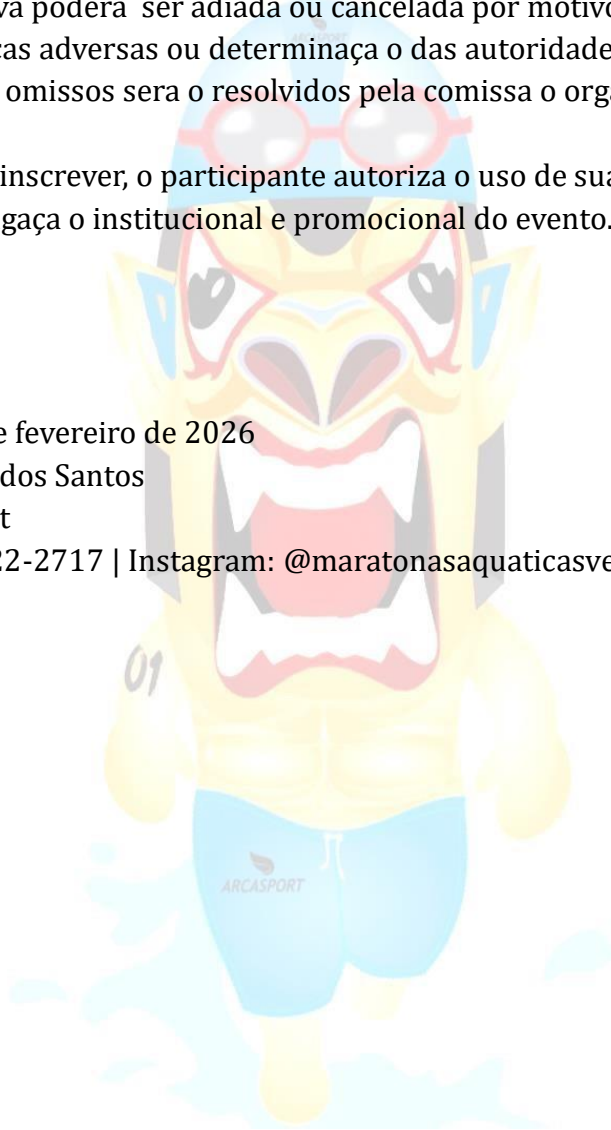 va poderá ser adiada ou cancelada por motivo
cas adversas ou determinaça o das autoridade
omissos sera o resolvidos pela comissa o orga
inscrever, o participante autoriza o uso de sua
gaça o institucional e promocional do evento.
e fevereiro de 2026
dos Santos
t
22-2717 | Instagram: @maratonasaquaticasve
01
ARCASPORT